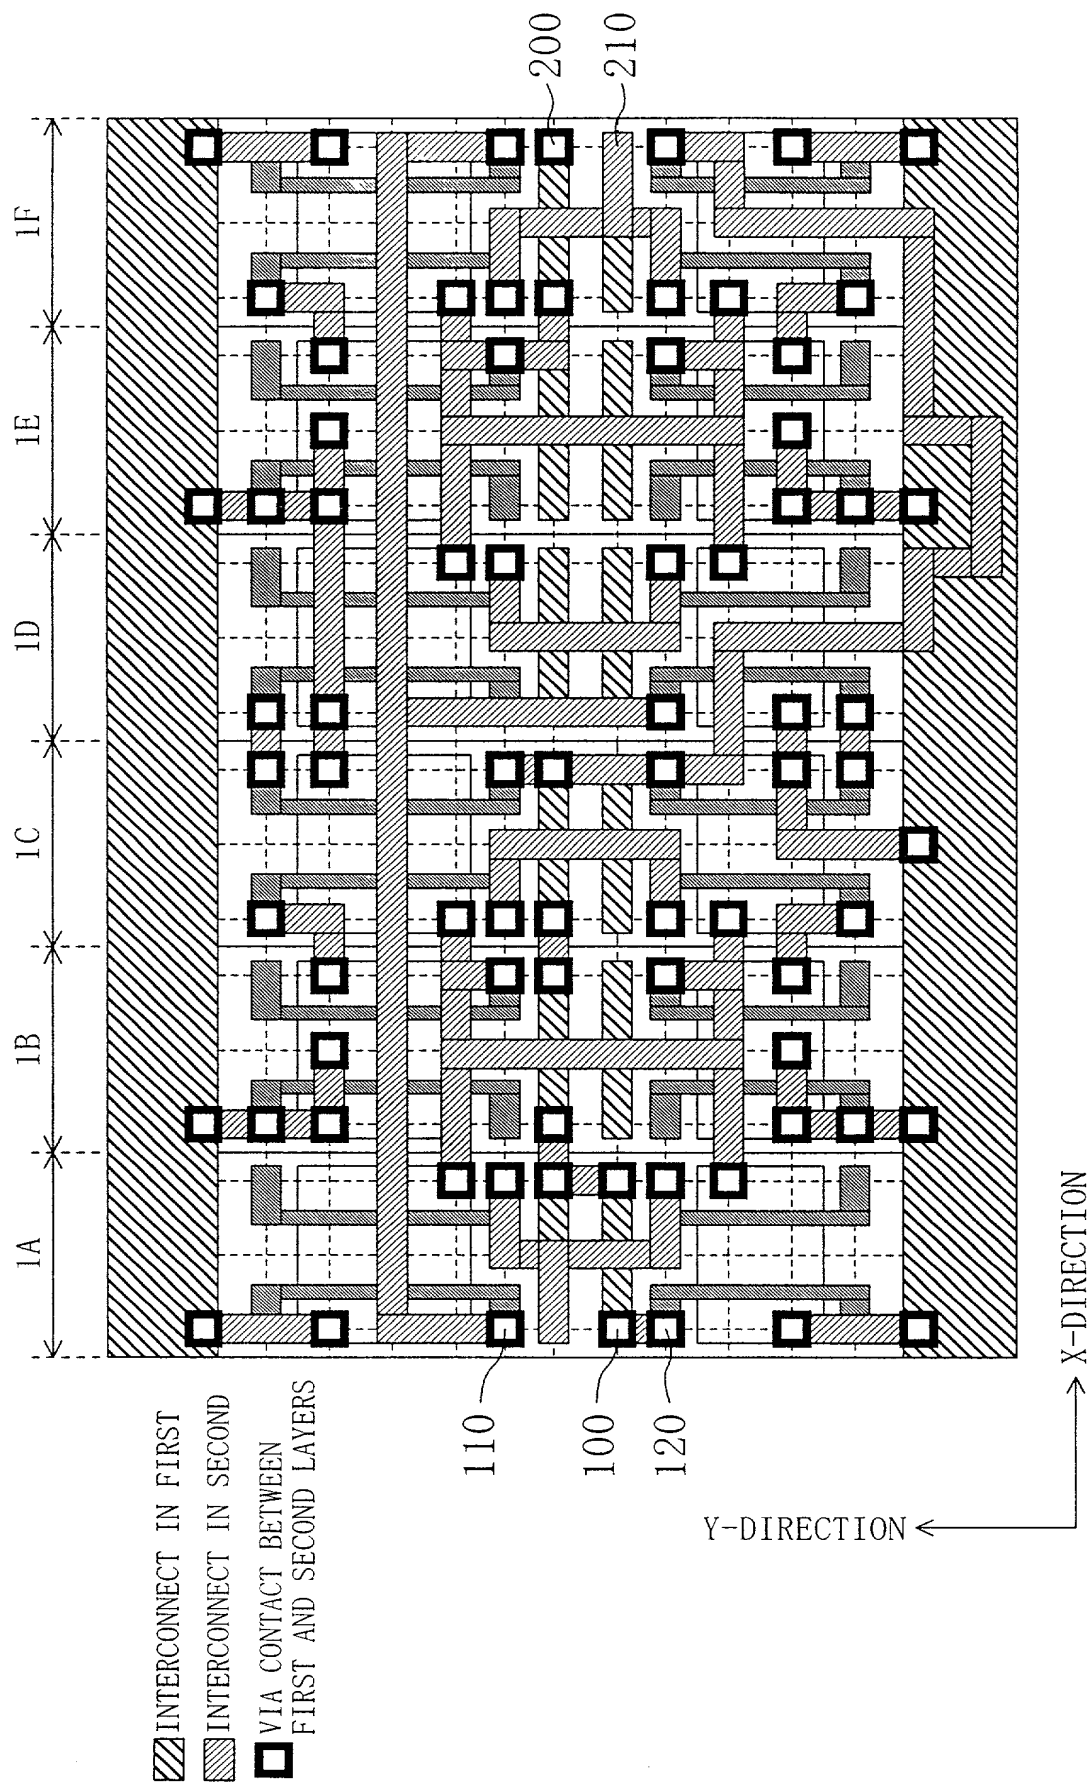 1A
1B
1C
1D
1E
1F
200
210
110
100
120
INTERCONNECT IN FIRST
INTERCONNECT IN SECOND
VIA CONTACT BETWEEN
FIRST AND SECOND LAYERS
Y-DIRECTION
X-DIRECTION